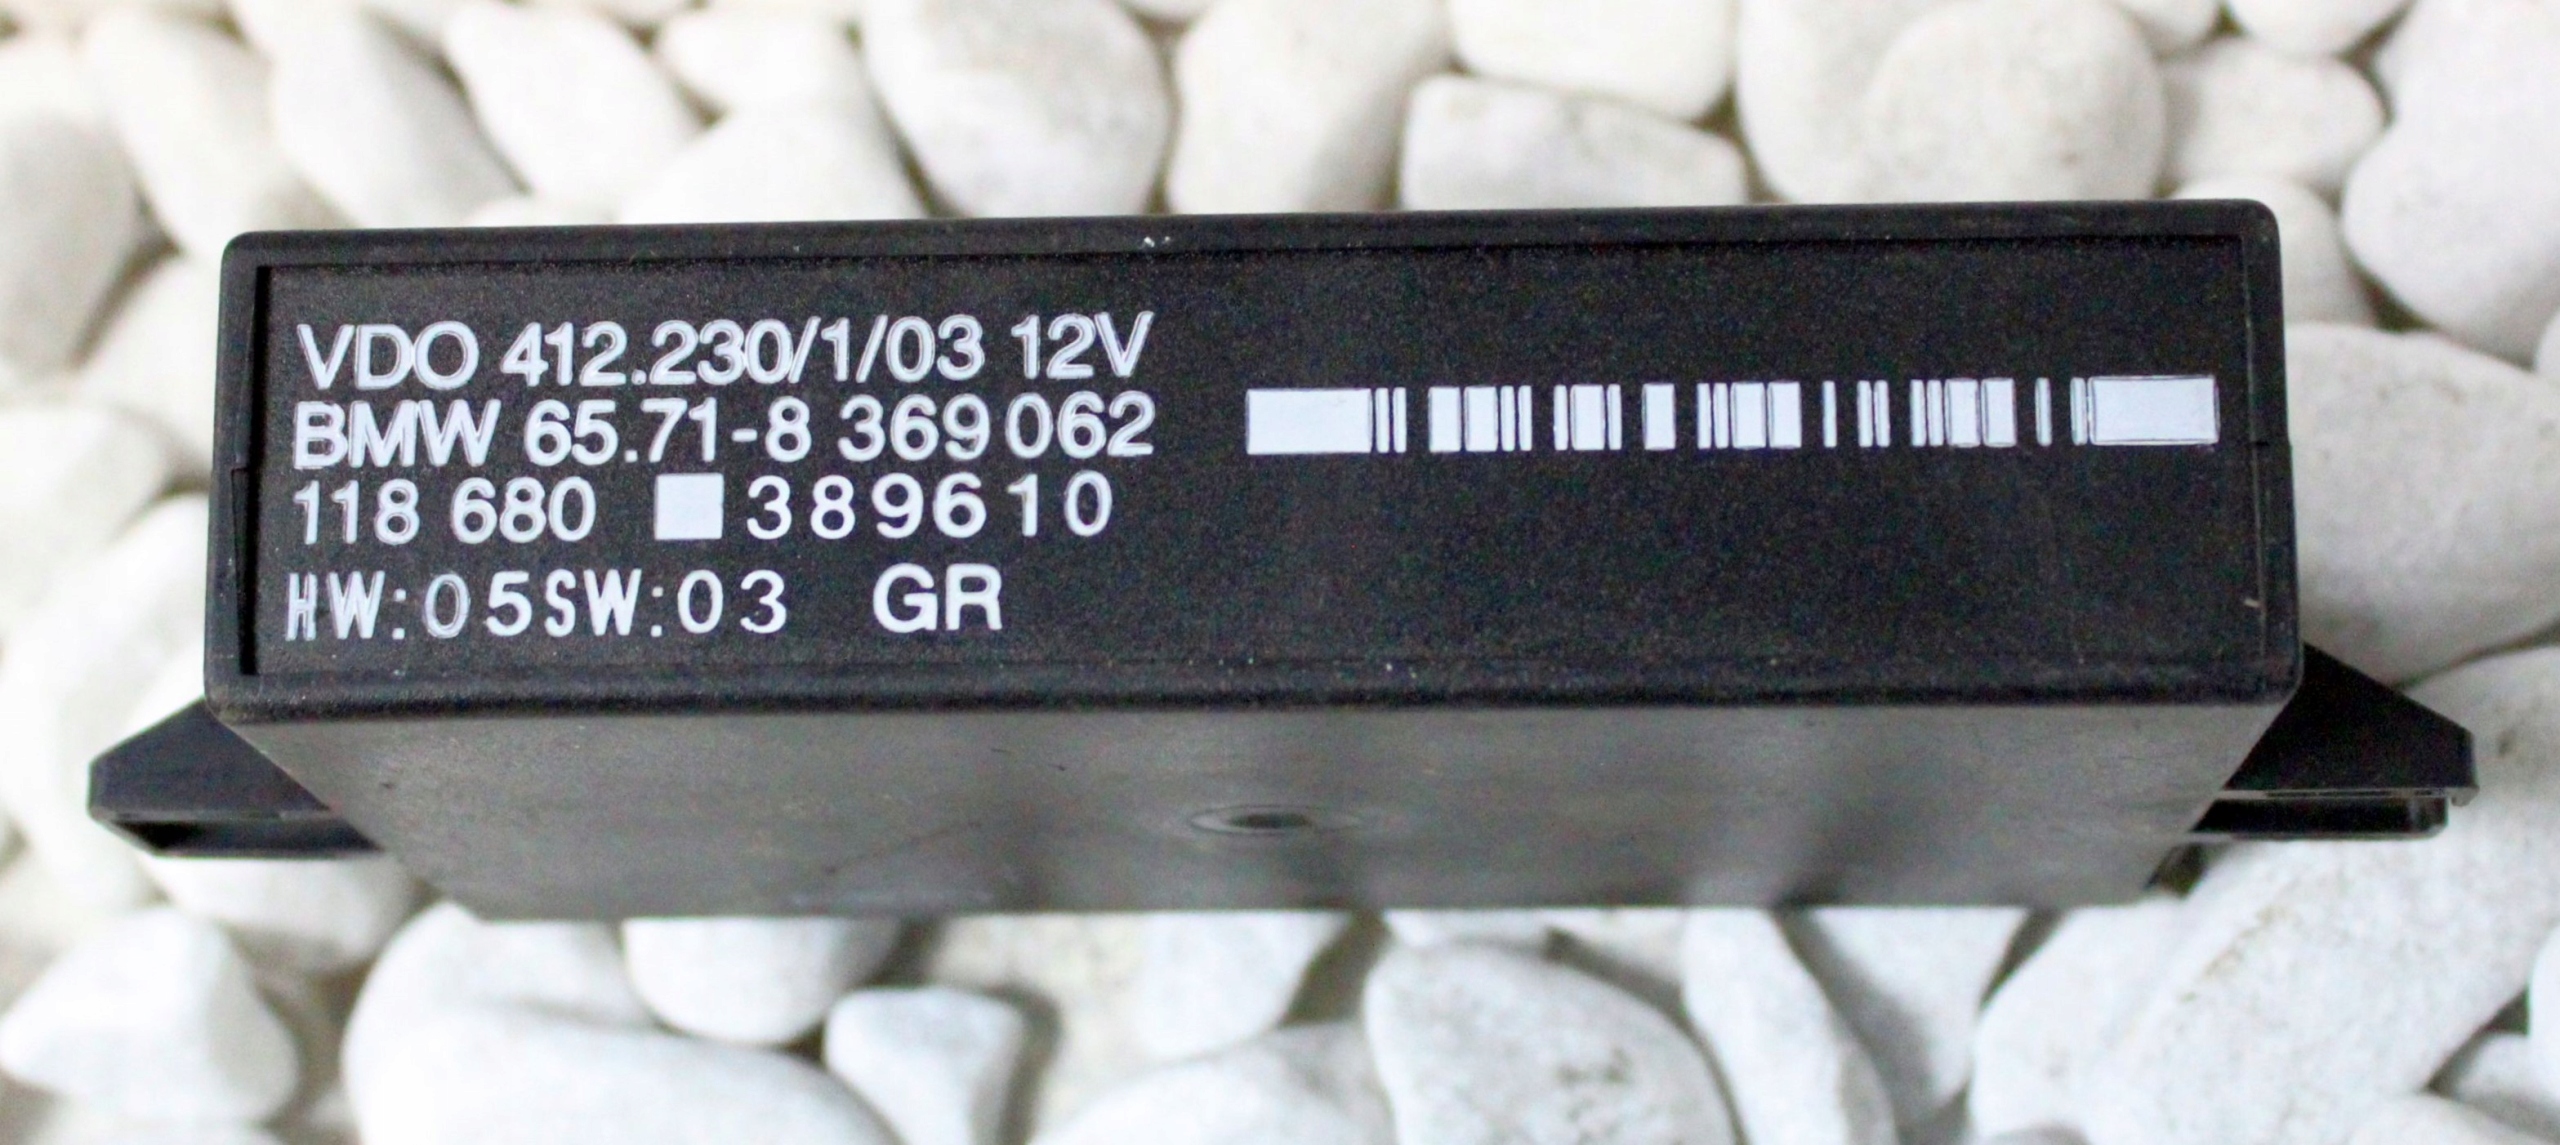 VDO 412.230/1/03 12V
BMW 65.71-8 369 062
118 680 389610
HW:05SW:03 GR